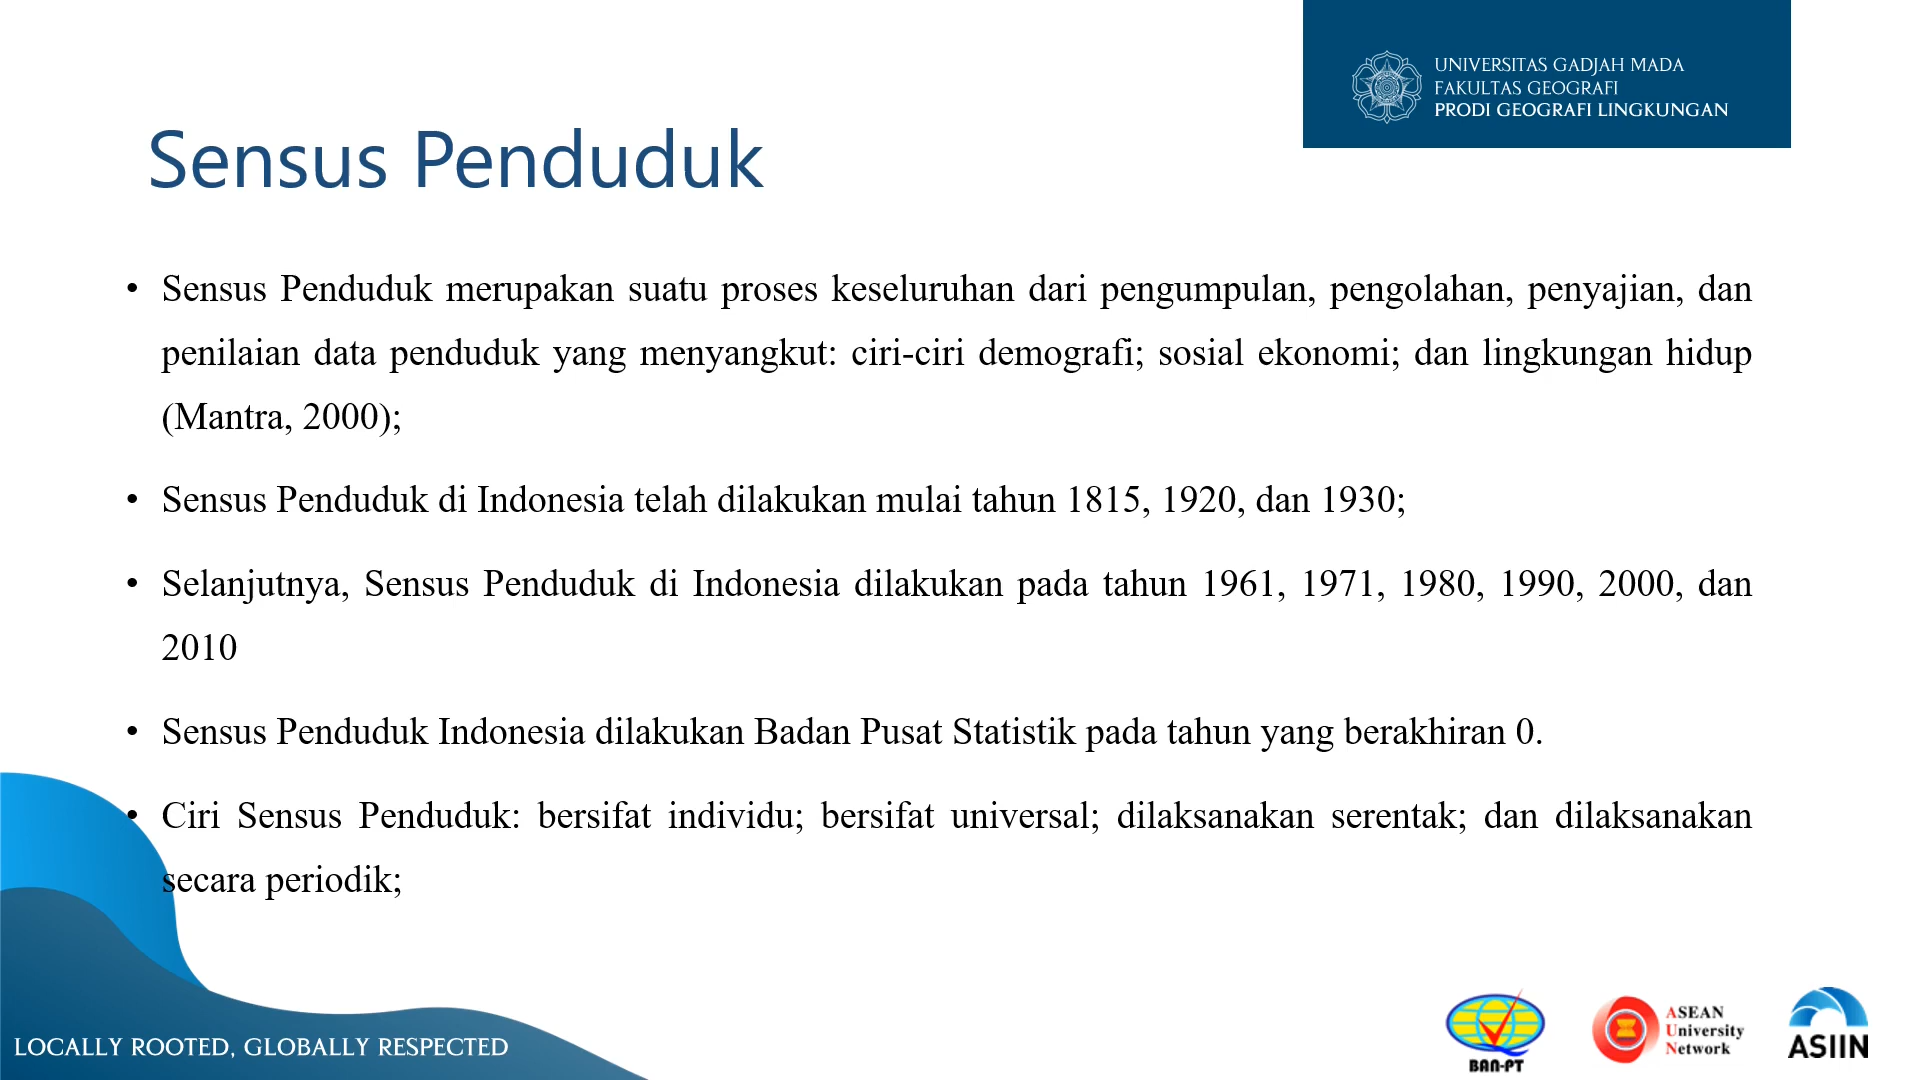 UNIVERSITAS GADJAH MADA
FAKULTAS GEOGRAFI
PRODI GEOGRAFI LINGKUNGAN
Sensus Penduduk
• Sensus Penduduk merupakan suatu proses keseluruhan dari pengumpulan, pengolahan, penyajian, dan
penilaian data penduduk yang menyangkut: ciri-ciri demografi; sosial ekonomi; dan lingkungan hidup
(Mantra, 2000);
• Sensus Penduduk di Indonesia telah dilakukan mulai tahun 1815, 1920, dan 1930;
• Selanjutnya, Sensus Penduduk di Indonesia dilakukan pada tahun 1961, 1971, 1980, 1990, 2000, dan
2010
• Sensus Penduduk Indonesia dilakukan Badan Pusat Statistik pada tahun yang berakhiran 0.
• Ciri Sensus Penduduk: bersifat individu; bersifat universal; dilaksanakan serentak; dan dilaksanakan
secara periodik;
LOCALLY ROOTED, GLOBALLY RESPECTED
BAN-PT
ASEAN
University
Network
ASIIN